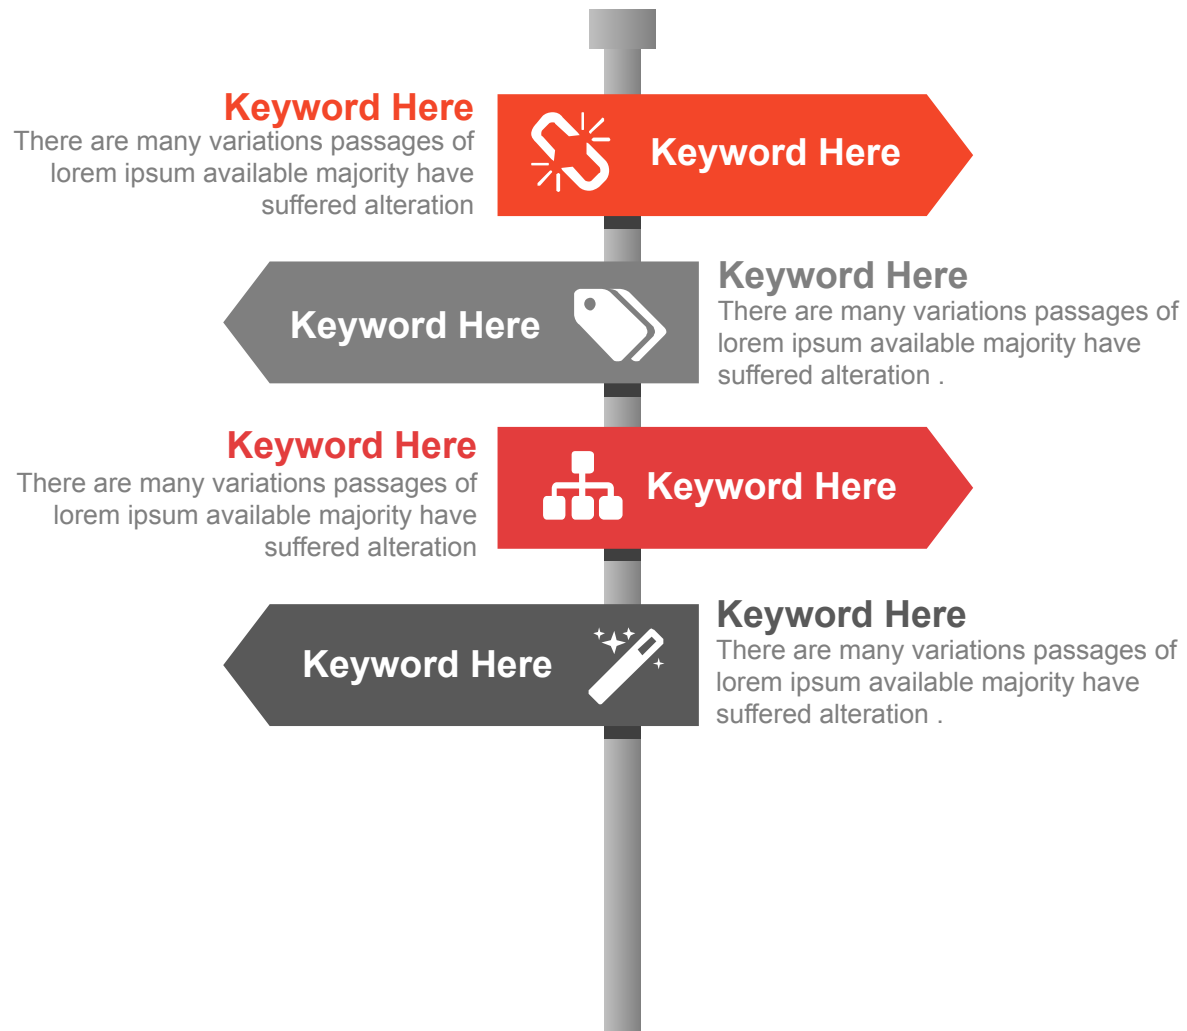 Keyword Here
There are many variations passages of
lorem ipsum available majority have
suffered alteration
Keyword Here
Keyword Here
Keyword Here
There are many variations passages of
lorem ipsum available majority have
suffered alteration .
Keyword Here
There are many variations passages of
lorem ipsum available majority have
suffered alteration
Keyword Here
Keyword Here
Keyword Here
There are many variations passages of
lorem ipsum available majority have
suffered alteration .